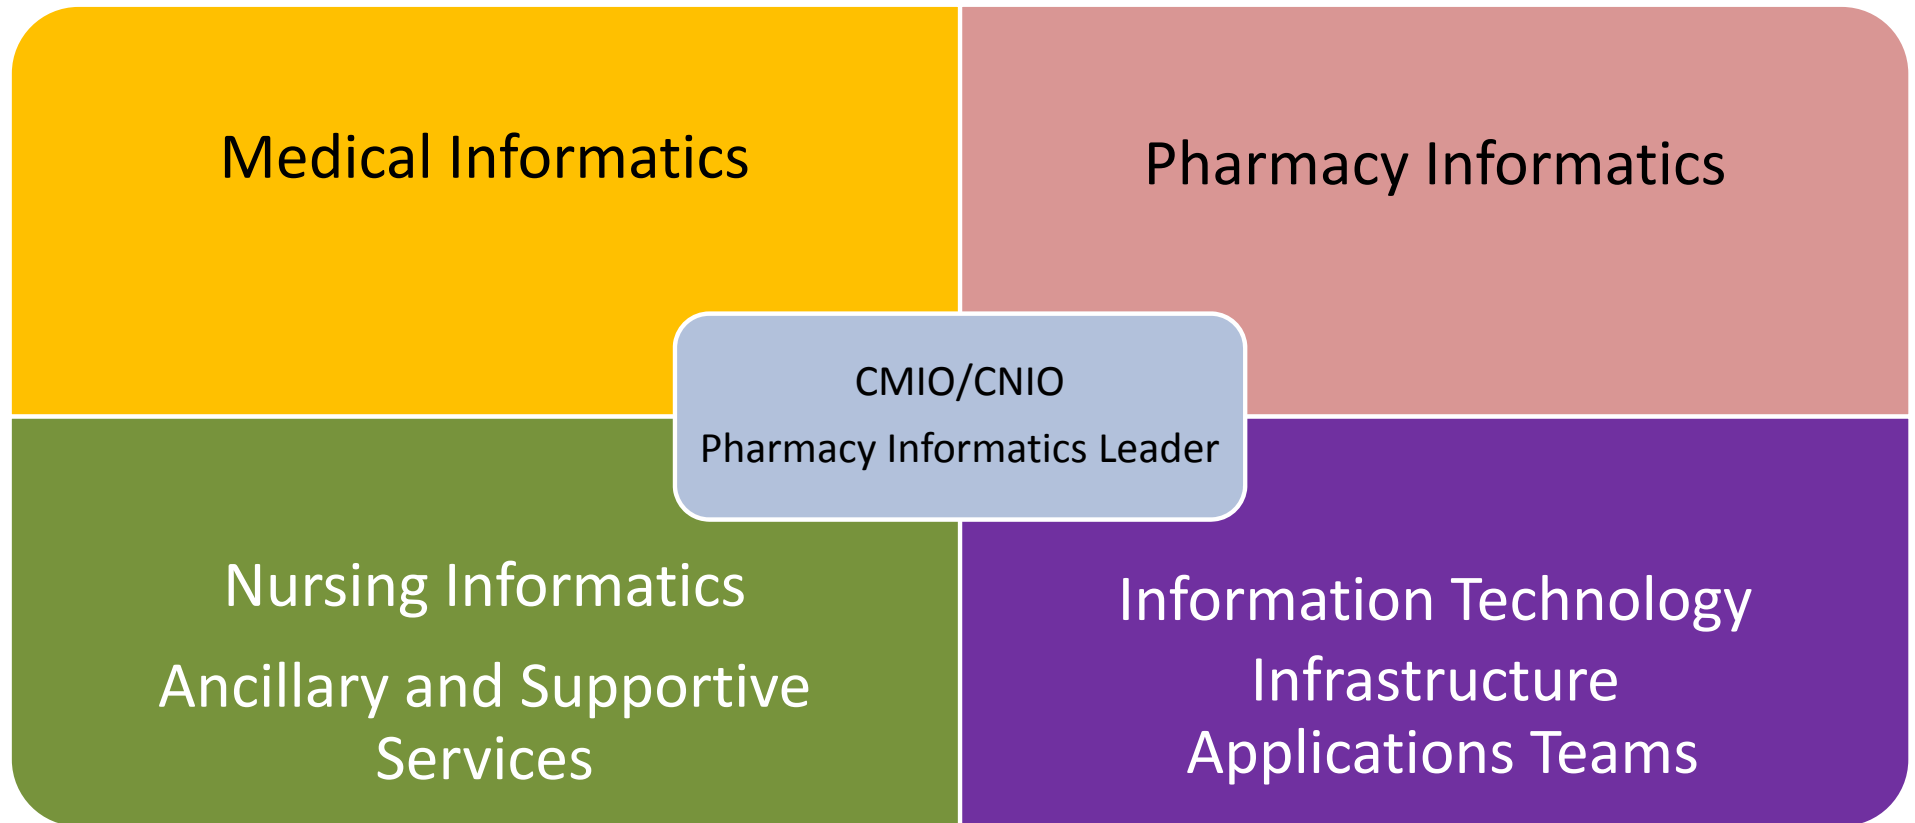 Medical Informatics
Pharmacy Informatics
CMIO/CNIO
Pharmacy Informatics Leader
Nursing Informatics
Ancillary and Supportive
Services
Information Technology
Infrastructure
Applications Teams